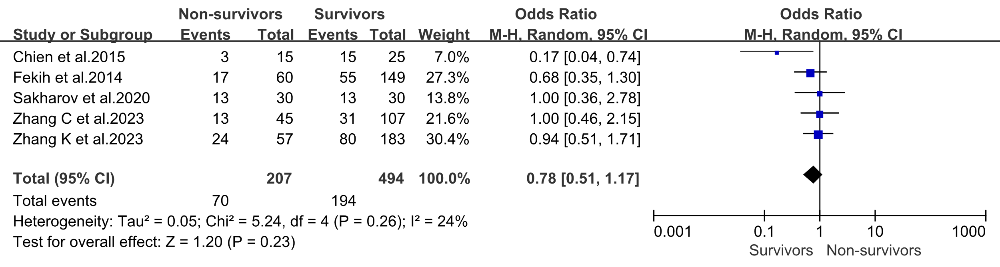 Non-survivors Survivors Odds Ratio Odds Ratio
Study or Subgroup Events Total Events Total Weight M-H, Random, 95% CI M-H, Random, 95% CI
Chien et al.2015 3 15 15 25 7.0% 0.17 [0.04, 0.74]
Fekih et al.2014 17 60 55 149 27.3% 0.68 [0.35, 1.30]
Sakharov et al.2020 13 30 13 30 13.8% 1.00 [0.36, 2.78]
Zhang C et al.2023 13 45 31 107 21.6% 1.00 [0.46, 2.15]
Zhang K et al.2023 24 57 80 183 30.4% 0.94 [0.51, 1.71]
Total (95% CI) 207 494 100.0% 0.78 [0.51, 1.17]
Total events 70 194
Heterogeneity: Tau² = 0.05; Chi² = 5.24, df = 4 (P = 0.26); I² = 24%
Test for overall effect: Z = 1.20 (P = 0.23)
0.001 0.1 1 10 1000
Survivors Non-survivors